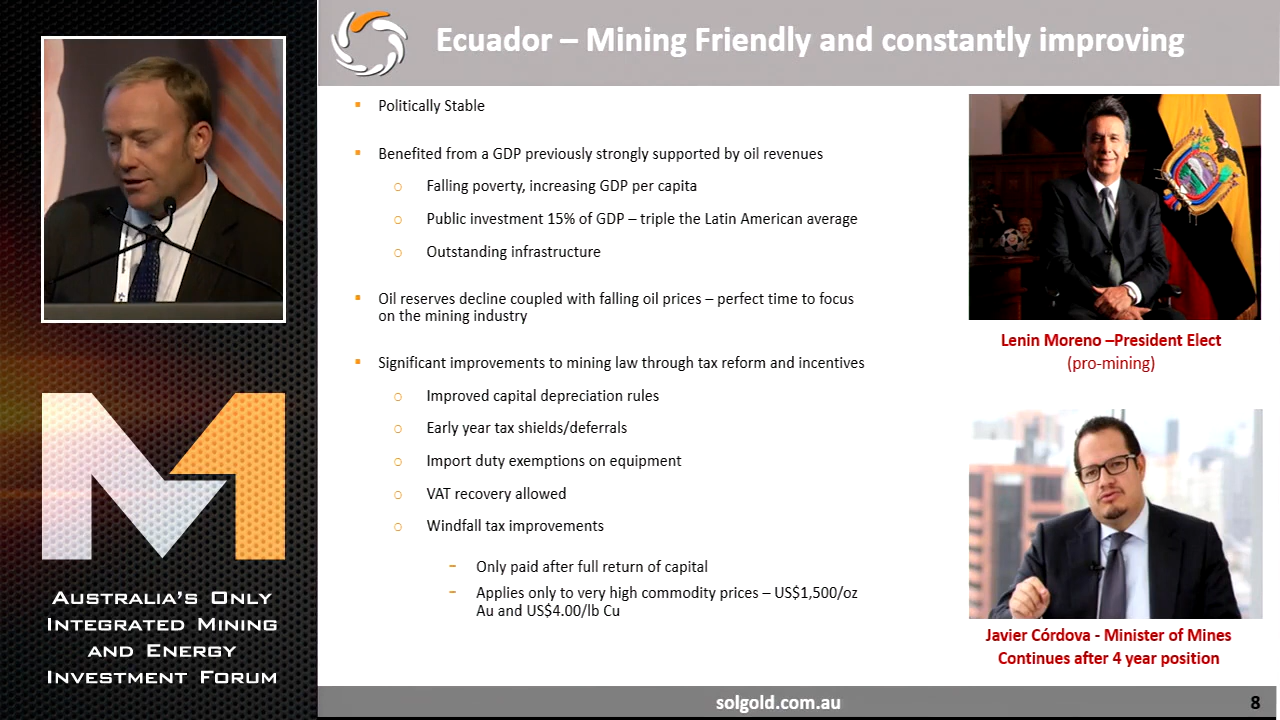 Ecuador – Mining Friendly and constantly improving
▪ Politically Stable
▪ Benefited from a GDP previously strongly supported by oil revenues
o Falling poverty, increasing GDP per capita
o Public investment 15% of GDP – triple the Latin American average
o Outstanding infrastructure
▪ Oil reserves decline coupled with falling oil prices – perfect time to focus
on the mining industry
▪ Significant improvements to mining law through tax reform and incentives
o Improved capital depreciation rules
o Early year tax shields/deferrals
o Import duty exemptions on equipment
o VAT recovery allowed
o Windfall tax improvements
- Only paid after full return of capital
- Applies only to very high commodity prices – US$1,500/oz
Au and US$4.00/lb Cu
Lenin Moreno –President Elect
(pro-mining)
Javier Córdova - Minister of Mines
Continues after 4 year position
Australia's Only
Integrated Mining
and Energy
Investment Forum
solgold.com.au
8